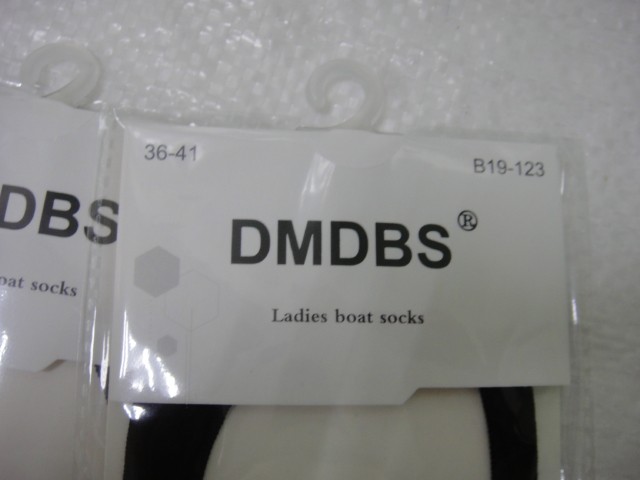 36-41
B19-123
DMDBS®
Ladies boat socks
DBS
oat socks